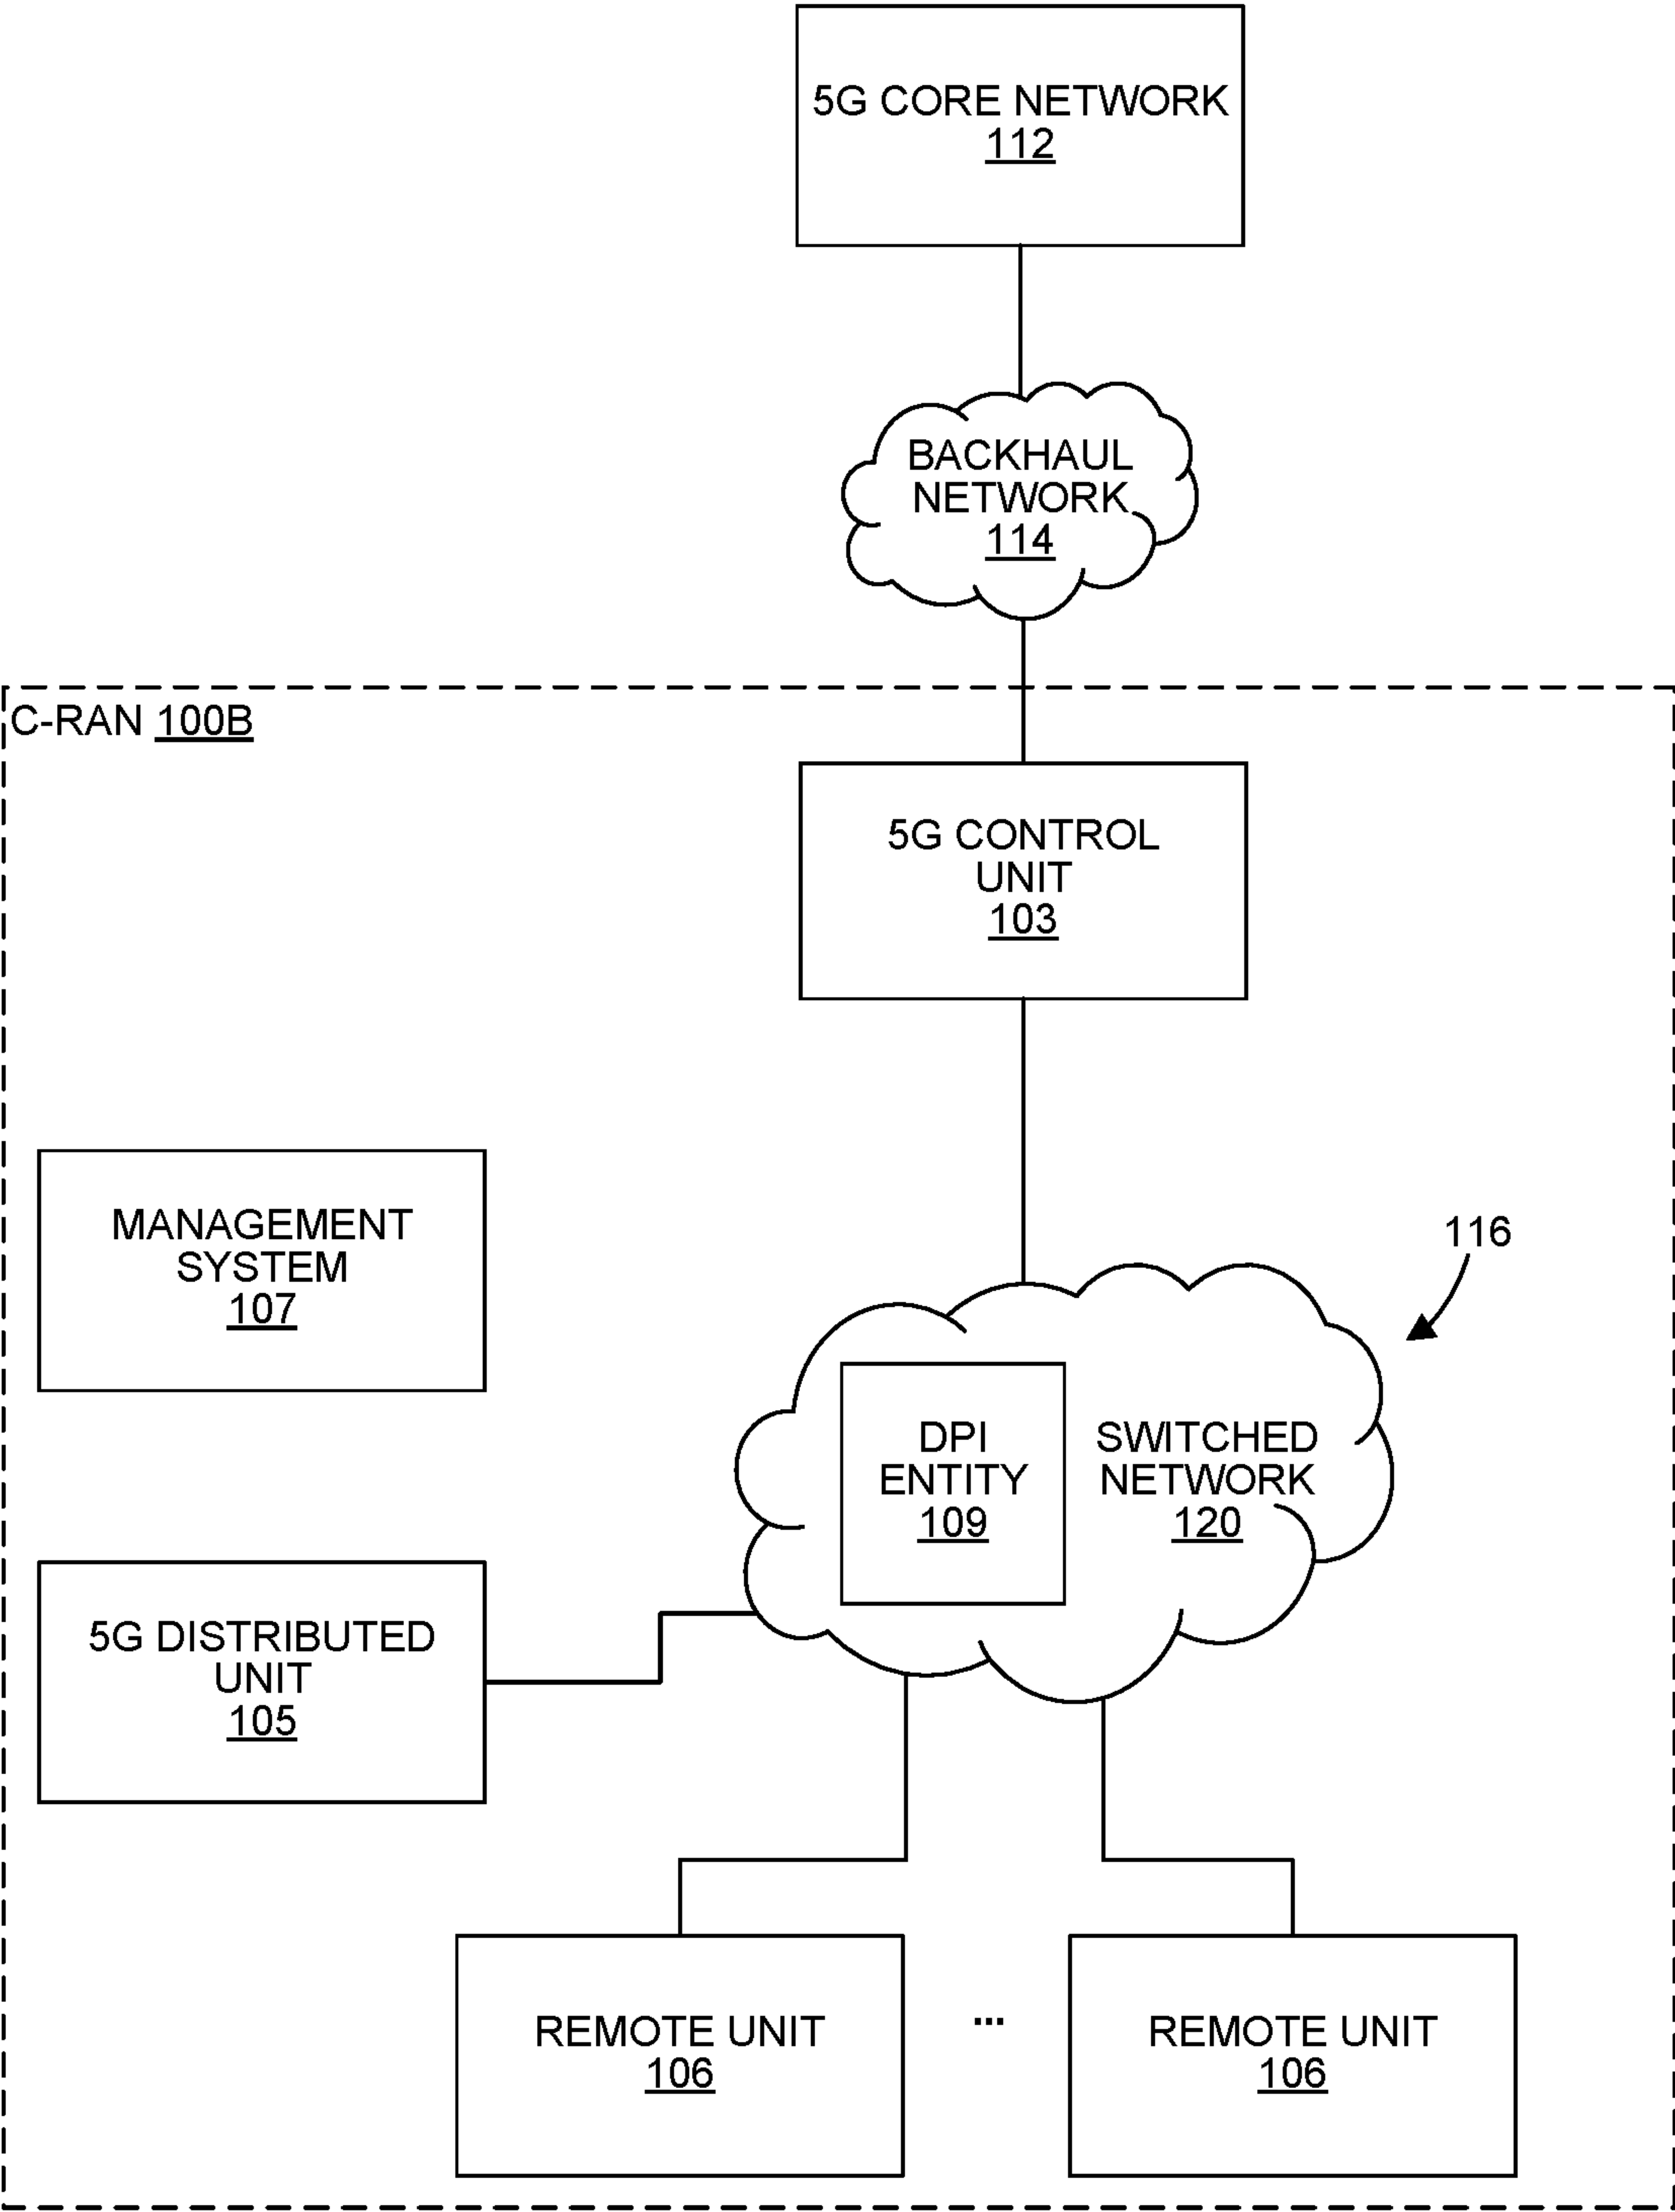 5G CORE NETWORK
112
BACKHAUL
NETWORK
114
C-RAN 100B
5G CONTROL
UNIT
103
MANAGEMENT
SYSTEM
107
116
DPI
ENTITY
109
SWITCHED
NETWORK
120
5G DISTRIBUTED
UNIT
105
REMOTE UNIT
106
...
REMOTE UNIT
106